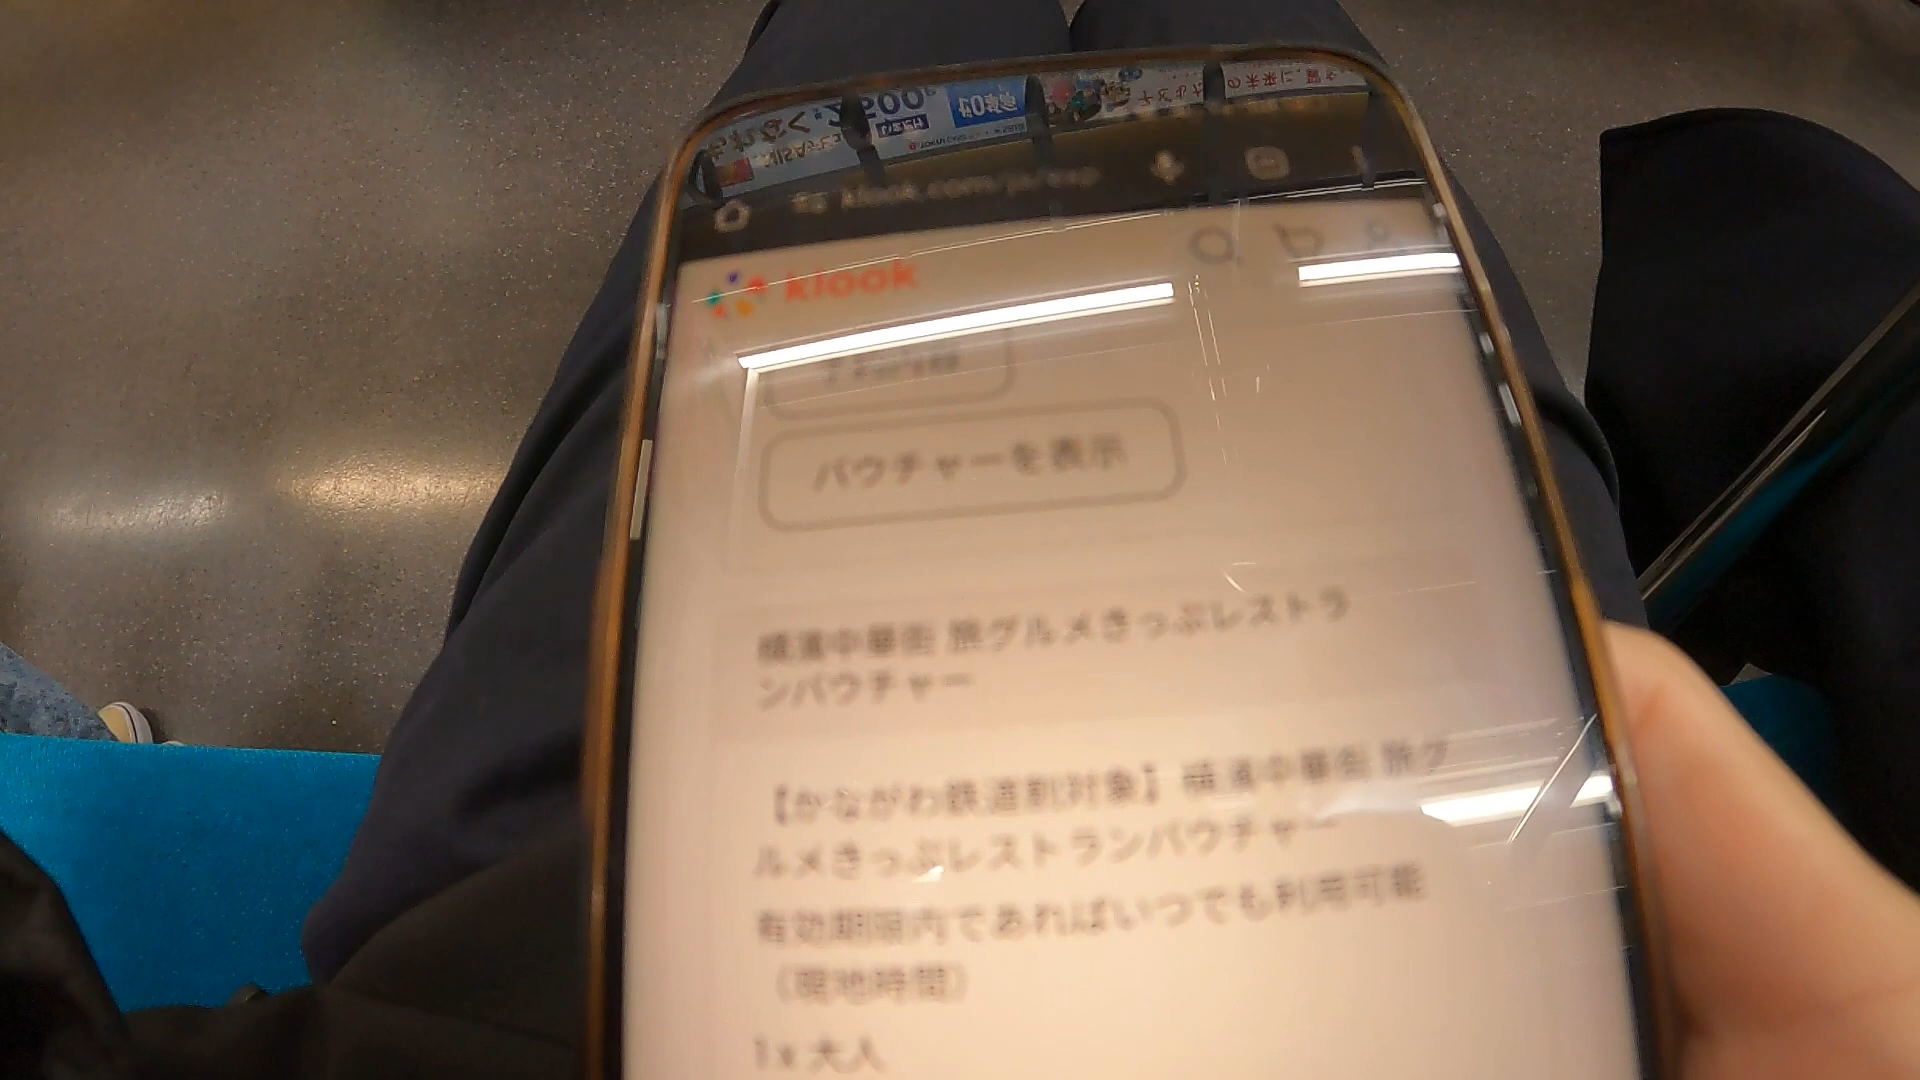 klook.com/ja/
klook
バウチャーを表示
横濱中華街 旅グルメきっぷレストラ
ンバウチャー
【かながわ鉄道割対象】横濱中華街 旅グ
ルメきっぷレストランバウチャー
有効期限内であればいつでも利用可能
（現地時間）
1 x 大人